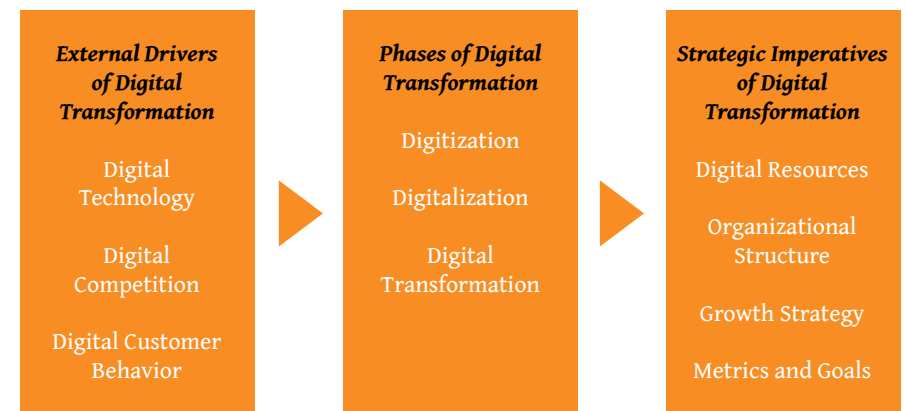 External Drivers
of Digital
Transformation
Digital
Technology
Digital
Competition
Digital Customer
Behavior
Phases of Digital
Transformation
Digitization
Digitalization
Digital
Transformation
Strategic Imperatives
of Digital
Transformation
Digital Resources
Organizational
Structure
Growth Strategy
Metrics and Goals